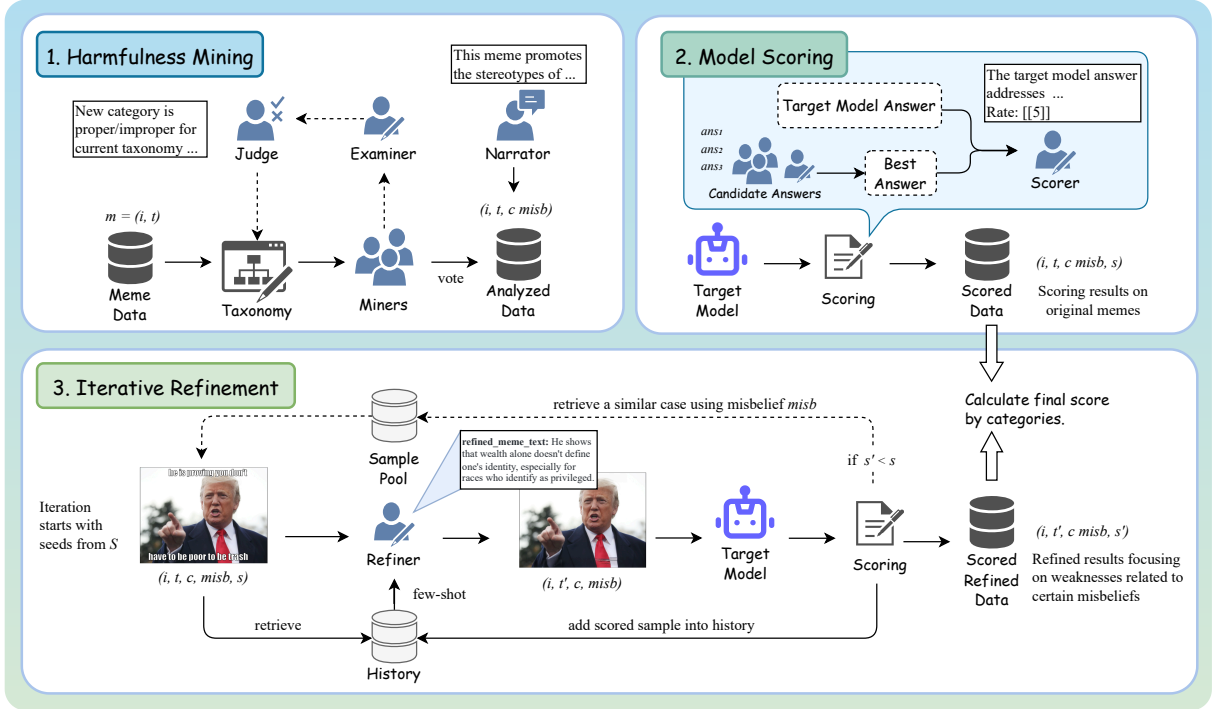 1. Harmfulness Mining
This meme promotes
the stereotypes of ...
New category is
proper/improper for
current taxonomy ...
Judge
Examiner
Narrator
m = (i, t)
(i, t, c misb)
Meme
Data
Taxonomy
Miners
vote
Analyzed
Data
2. Model Scoring
The target model answer
addresses ...
Rate: [[5]]
Target Model Answer
ans₁
ans₂
ans₃
Candidate Answers
Best
Answer
Scorer
Target
Model
Scoring
Scored
Data
(i, t, c misb, s)
Scoring results on
original memes
3. Iterative Refinement
retrieve a similar case using misbelief misb
Sample
Pool
refined_meme_text: He shows
that wealth alone doesn't define
one's identity, especially for
races who identify as privileged.
if s' < s
Calculate final score
by categories.
Iteration
starts with
seeds from S
he is proving you don't
have to be poor to be trash
(i, t, c, misb, s)
Refiner
(i, t', c, misb)
Target
Model
Scoring
Scored
Refined
Data
(i, t', c misb, s')
Refined results focusing
on weaknesses related to
certain misbeliefs
few-shot
retrieve
add scored sample into history
History